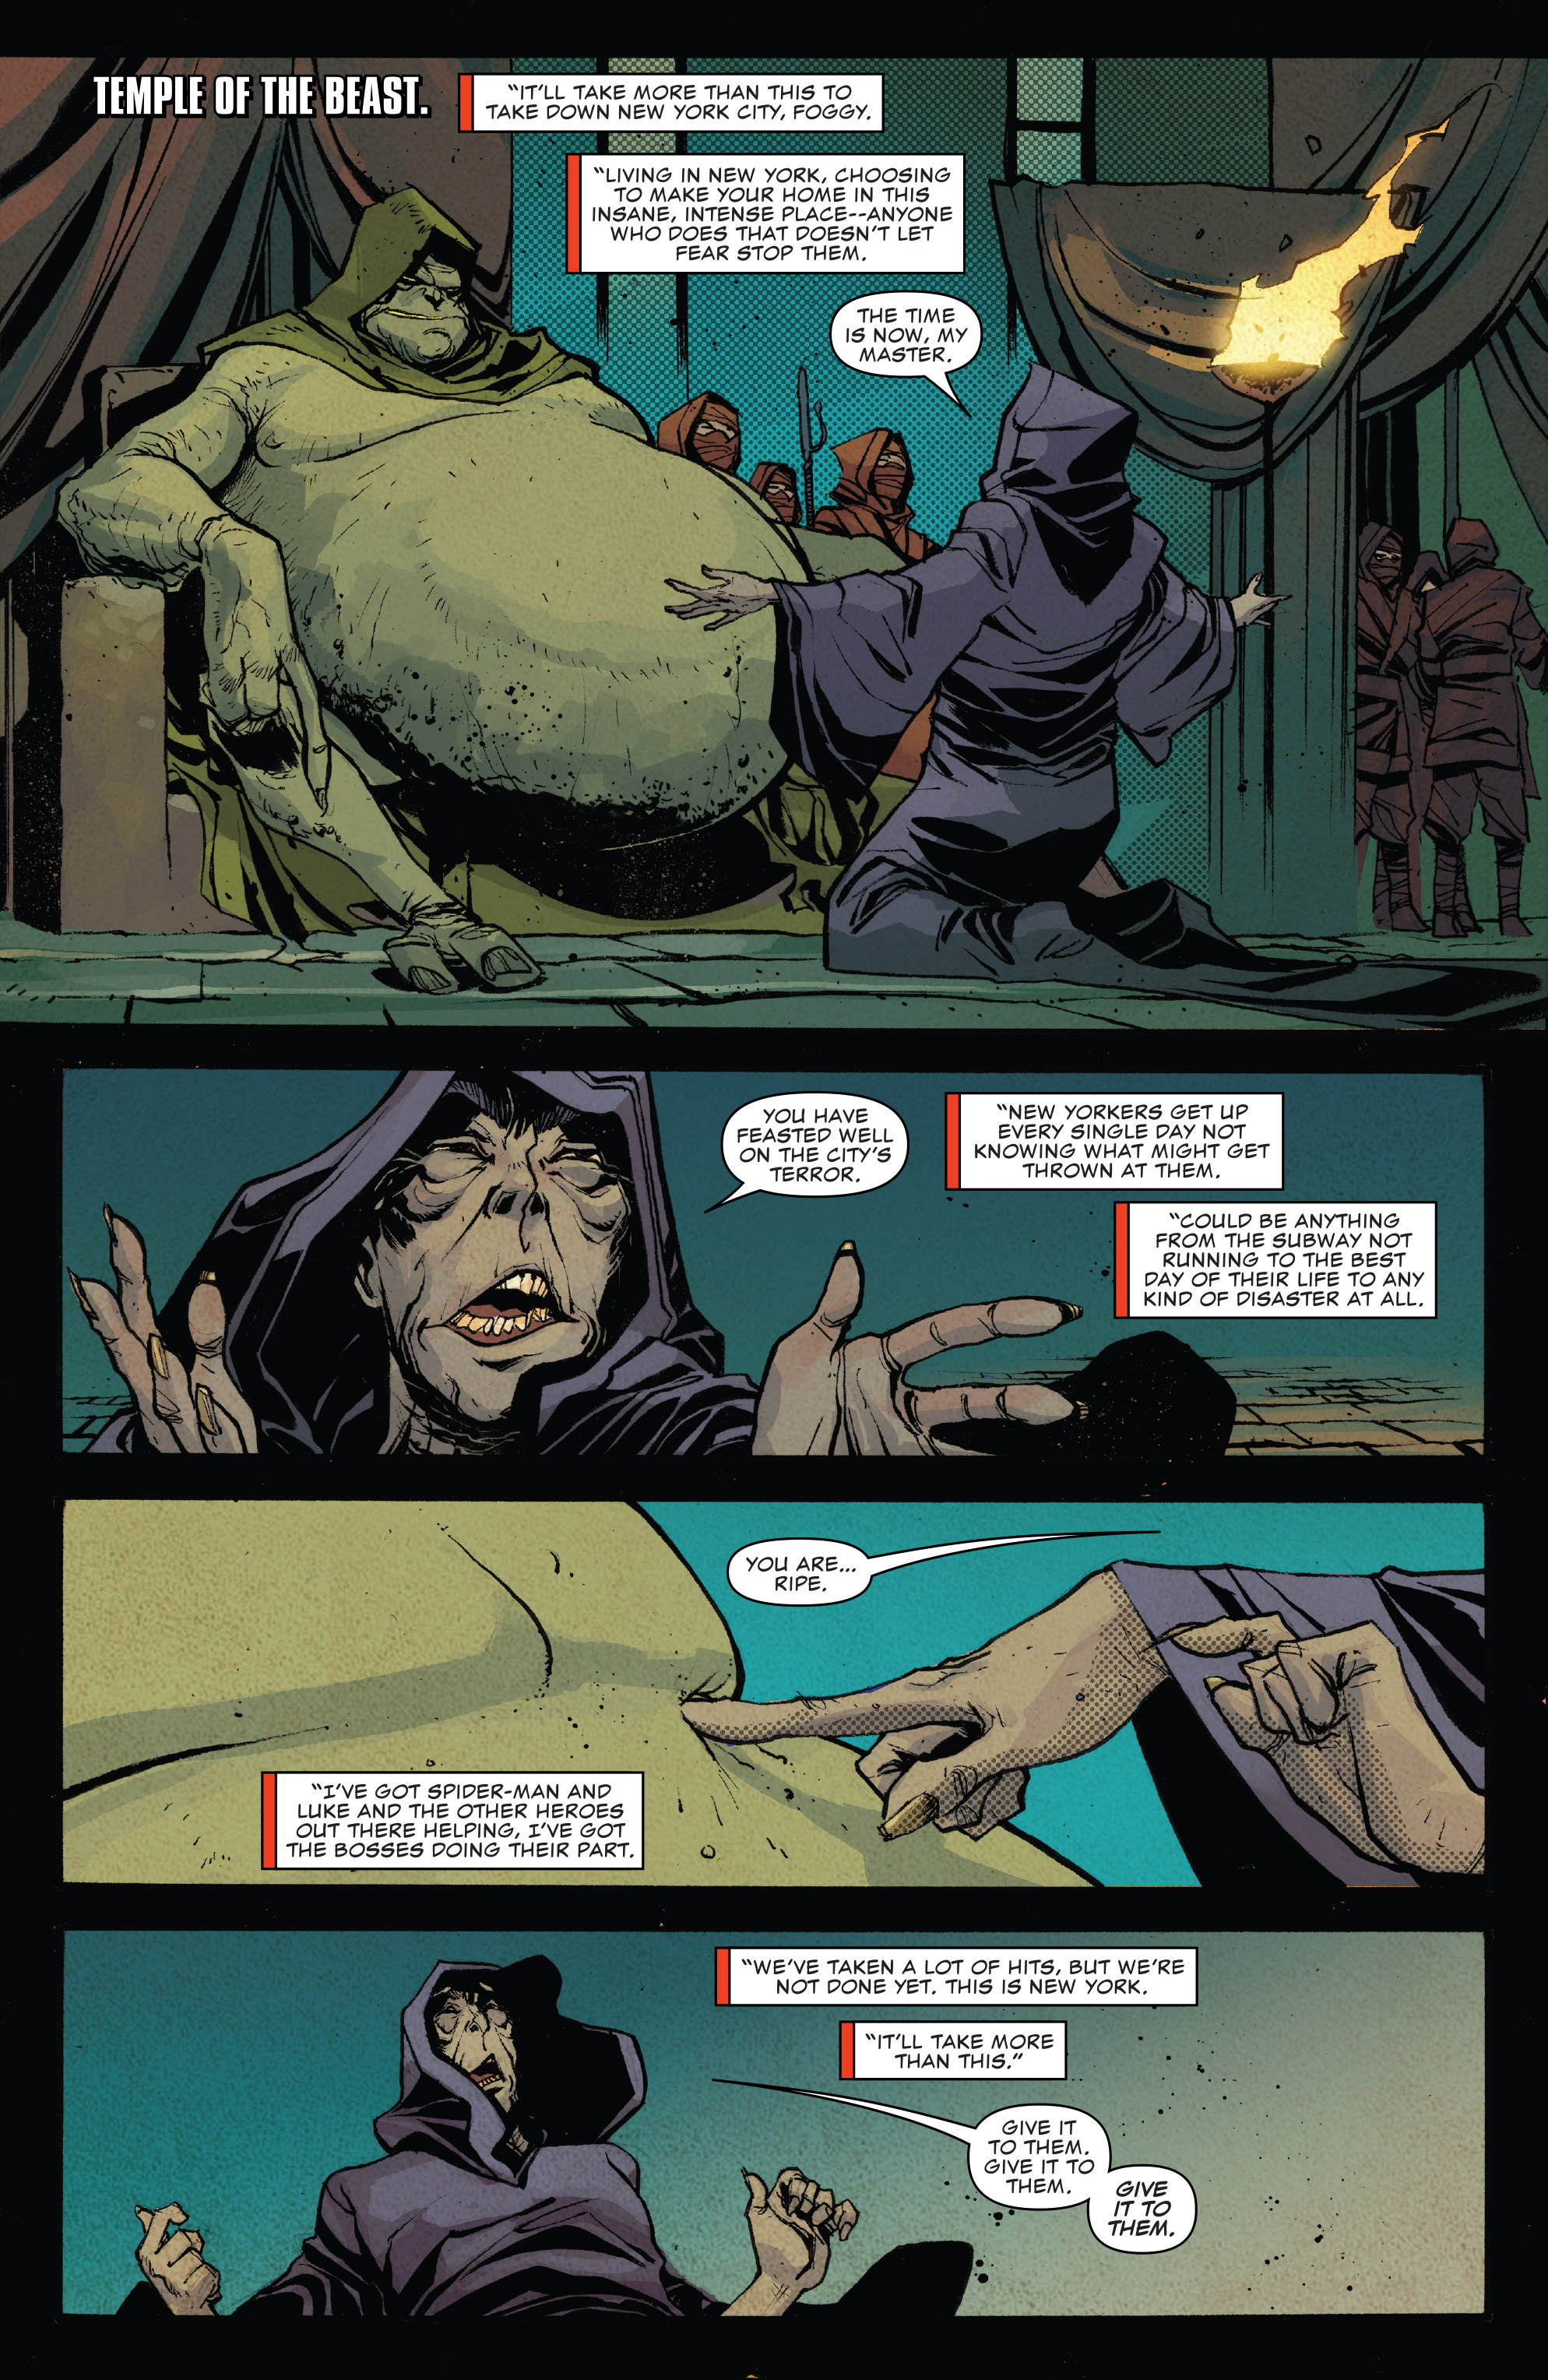 TEMPLE OF THE BEAST.
"IT'LL TAKE MORE THAN THIS TO
TAKE DOWN NEW YORK CITY, FOGGY.
"LIVING IN NEW YORK, CHOOSING
TO MAKE YOUR HOME IN THIS
INSANE, INTENSE PLACE--ANYONE
WHO DOES THAT DOESN'T LET
FEAR STOP THEM.
THE TIME
IS NOW, MY
MASTER.
YOU HAVE
FEASTED WELL
ON THE CITY'S
TERROR.
"NEW YORKERS GET UP
EVERY SINGLE DAY NOT
KNOWING WHAT MIGHT GET
THROWN AT THEM.
"COULD BE ANYTHING
FROM THE SUBWAY NOT
RUNNING TO THE BEST
DAY OF THEIR LIFE TO ANY
KIND OF DISASTER AT ALL.
YOU ARE...
RIPE.
"I'VE GOT SPIDER-MAN AND
LUKE AND THE OTHER HEROES
OUT THERE HELPING, I'VE GOT
THE BOSSES DOING THEIR PART.
"WE'VE TAKEN A LOT OF HITS, BUT WE'RE
NOT DONE YET. THIS IS NEW YORK.
"IT'LL TAKE MORE
THAN THIS."
GIVE IT
TO THEM.
GIVE IT TO
THEM.
GIVE
IT TO
THEM.